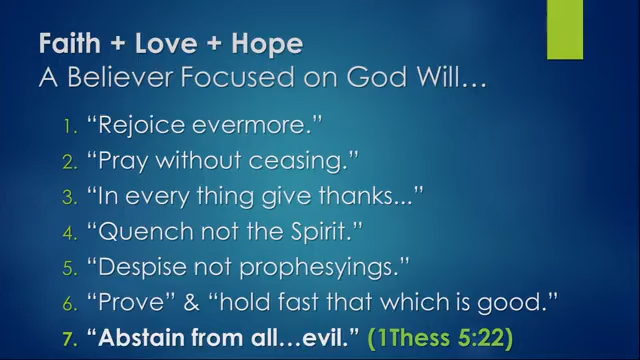 Faith + Love + Hope
A Believer Focused on God Will…
1. “Rejoice evermore.”
2. “Pray without ceasing.”
3. “In every thing give thanks...”
4. “Quench not the Spirit.”
5. “Despise not prophesyings.”
6. “Prove” & “hold fast that which is good.”
7. “Abstain from all…evil.” (1Thess 5:22)